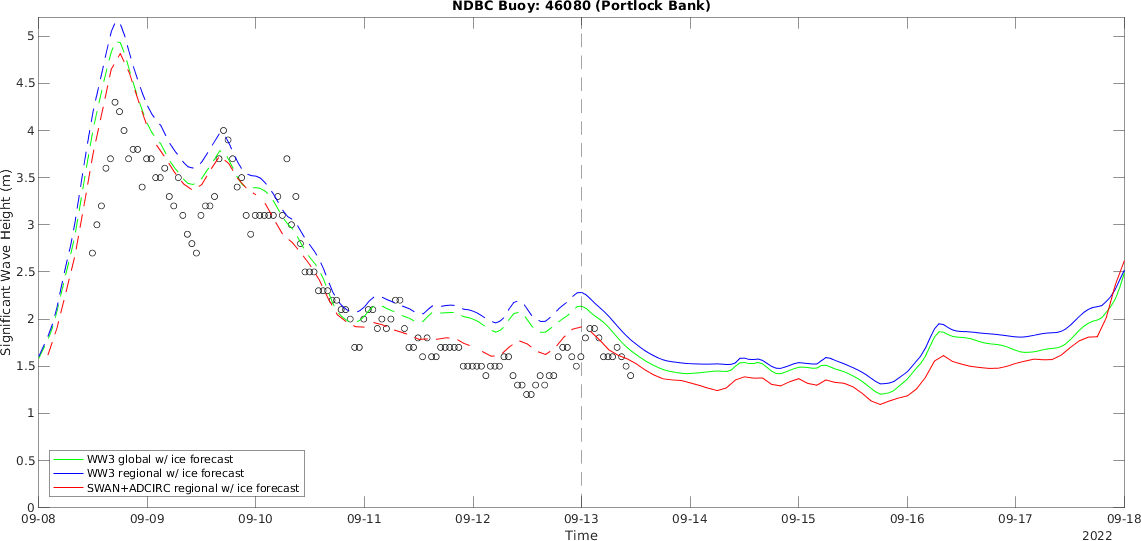 NDBC Buoy: 46080 (Portlock Bank)
5
4.5
4
3.5
3
2.5
2
1.5
1
0.5
0
Significant Wave Height (m)
WW3 global w/ ice forecast
WW3 regional w/ ice forecast
SWAN+ADCIRC regional w/ ice forecast
09-08 09-09 09-10 09-11 09-12 09-13 09-14 09-15 09-16 09-17 09-18
Time
2022